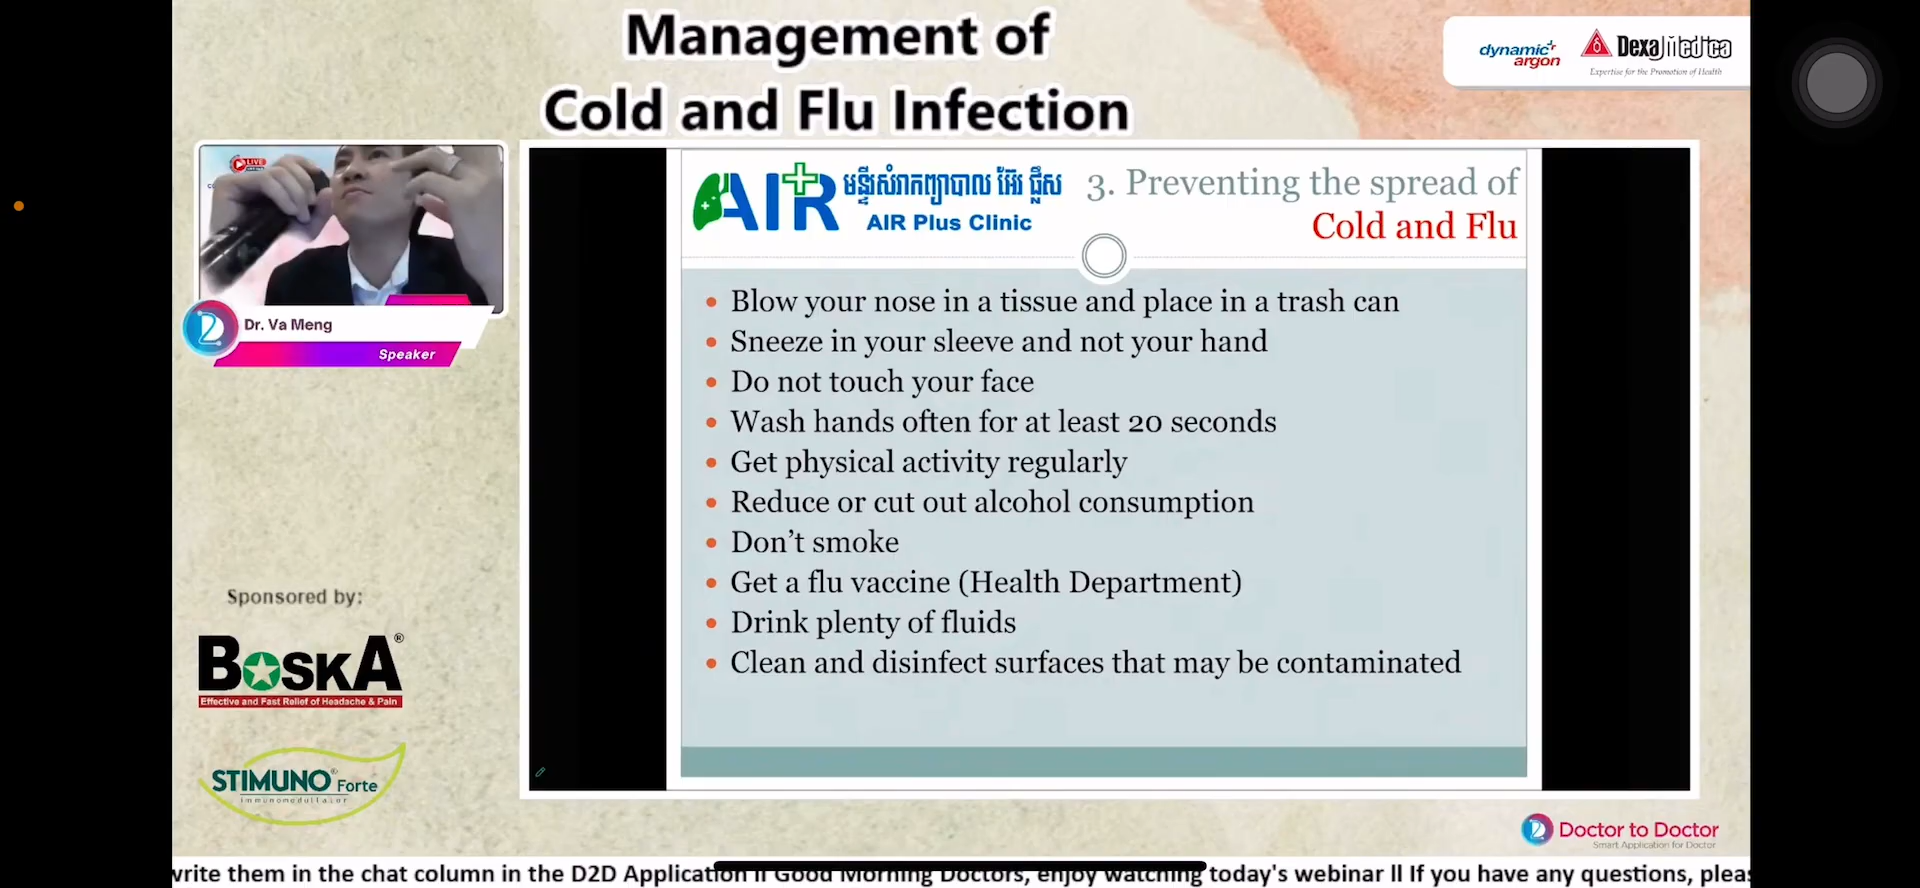 Management of
Cold and Flu Infection
dynamic+
argon
DexaMedica
Expertise for the Promotion of Health
LIVE
Dr. Va Meng
Speaker
AIR
មន្ទីរសំរាកព្យាបាល អ៊ែរ ផ្លឹស
AIR Plus Clinic
3. Preventing the spread of
Cold and Flu
• Blow your nose in a tissue and place in a trash can
• Sneeze in your sleeve and not your hand
• Do not touch your face
• Wash hands often for at least 20 seconds
• Get physical activity regularly
• Reduce or cut out alcohol consumption
• Don’t smoke
• Get a flu vaccine (Health Department)
• Drink plenty of fluids
• Clean and disinfect surfaces that may be contaminated
Sponsored by:
BoskA®
Effective and Fast Relief of Headache & Pain
STIMUNO® Forte
immunomodullator
Doctor to Doctor
Smart Application for Doctor
write them in the chat column in the D2D Application ll Good Morning Doctors, enjoy watching today's webinar ll If you have any questions, pleas